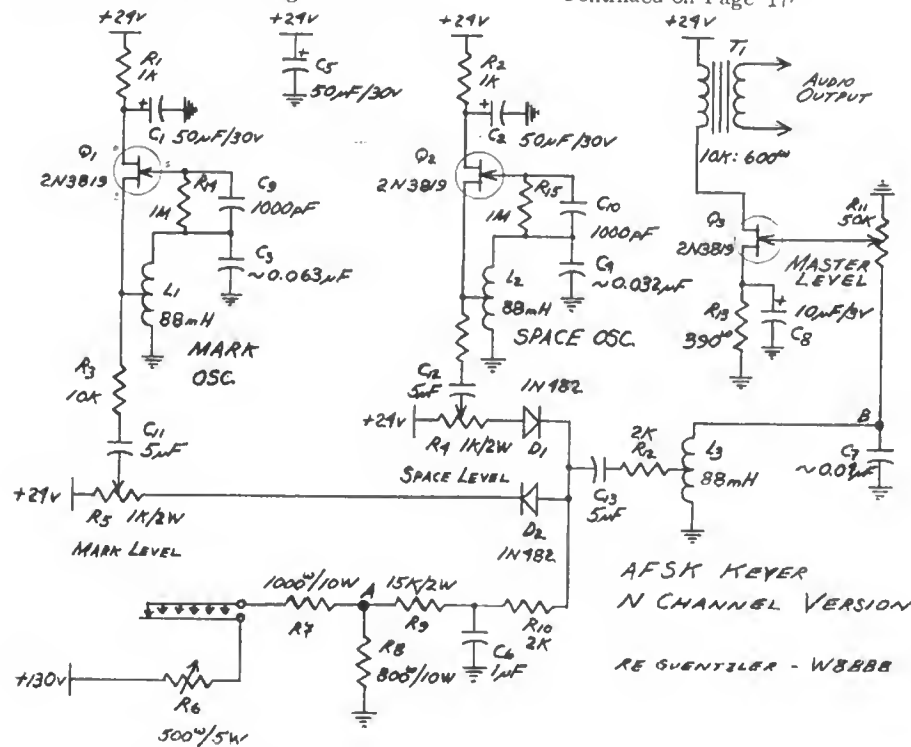 Continued on Page 17
+24v
R1
1K
C1 50µF/30v
Q1
2N3819
R14
1M
C9
1000pF
C3
~0.063µF
L1
88mH
MARK
OSC.
R3
10K
C11
5µF
+24v
R5 1K/2W
MARK LEVEL
+24v
C5
50µF/30v
+24v
R2
1K
C2 50µF/30v
Q2
2N3819
R15
1M
C10
1000pF
C4
~0.032µF
L2
88mH
SPACE OSC.
C12
5µF
+24v
R4 1K/2W
SPACE LEVEL
1N482
D1
D2
1N482
+24v
T1
AUDIO
OUTPUT
10K:600ω
Q3
2N3819
R11
50K
MASTER
LEVEL
R13
390ω
10µF/3V
C8
B
2K
R12
C13
5µF
L3
88mH
C7
1000ω/10W
R7
A
15K/2W
R9
R10
2K
R8
800ω/10W
C6
1µF
+130v
R6
500ω/5W
AFSK KEYER
N CHANNEL VERSION
RE GUENTZLER - W8BBB